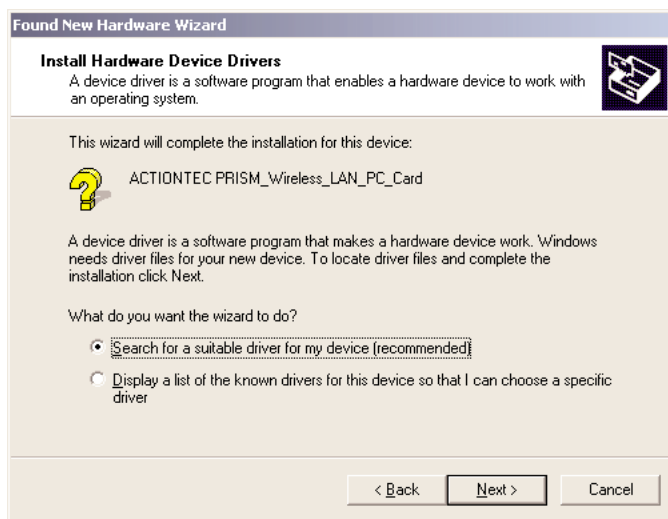 Found New Hardware Wizard
Install Hardware Device Drivers
A device driver is a software program that enables a hardware device to work with
an operating system.
This wizard will complete the installation for this device:
ACTIONTEC PRISM_Wireless_LAN_PC_Card
A device driver is a software program that makes a hardware device work. Windows
needs driver files for your new device. To locate driver files and complete the
installation click Next.
What do you want the wizard to do?
Search for a suitable driver for my device (recommended)
Display a list of the known drivers for this device so that I can choose a specific
driver
< Back Next > Cancel